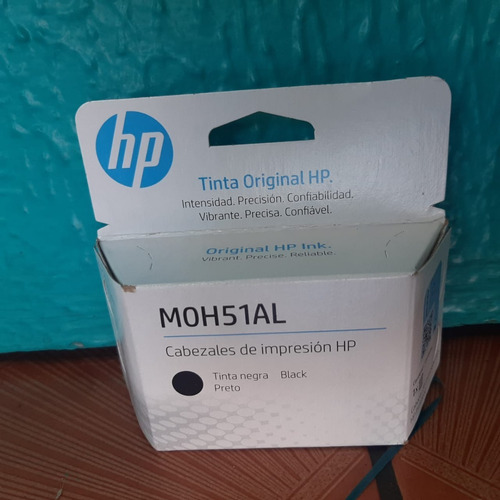 hp
Tinta Original HP.
Intensidad. Precisión. Confiabilidad.
Vibrante. Precisa. Confiável.
Original HP Ink.
Vibrant. Precise. Reliable.
M0H51AL
Cabezales de impresión HP
Tinta negra Black
Preto